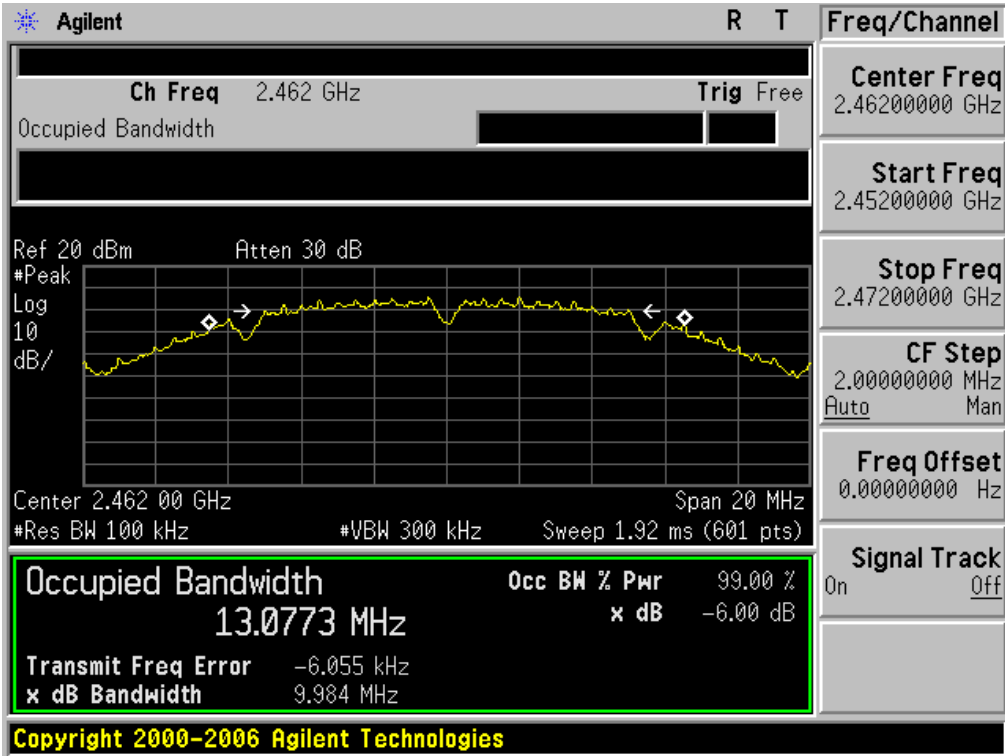 Agilent R T
Freq/Channel
Ch Freq 2.462 GHz Trig Free
Occupied Bandwidth
Ref 20 dBm Atten 30 dB
#Peak
Log
10
dB/
Center 2.462 00 GHz Span 20 MHz
#Res BW 100 kHz #VBW 300 kHz Sweep 1.92 ms (601 pts)
Occupied Bandwidth
13.0773 MHz
Occ BW % Pwr 99.00 %
x dB -6.00 dB
Transmit Freq Error -6.055 kHz
x dB Bandwidth 9.984 MHz
Center Freq
2.46200000 GHz
Start Freq
2.45200000 GHz
Stop Freq
2.47200000 GHz
CF Step
2.00000000 MHz
Auto Man
Freq Offset
0.00000000 Hz
Signal Track
On Off
Copyright 2000-2006 Agilent Technologies